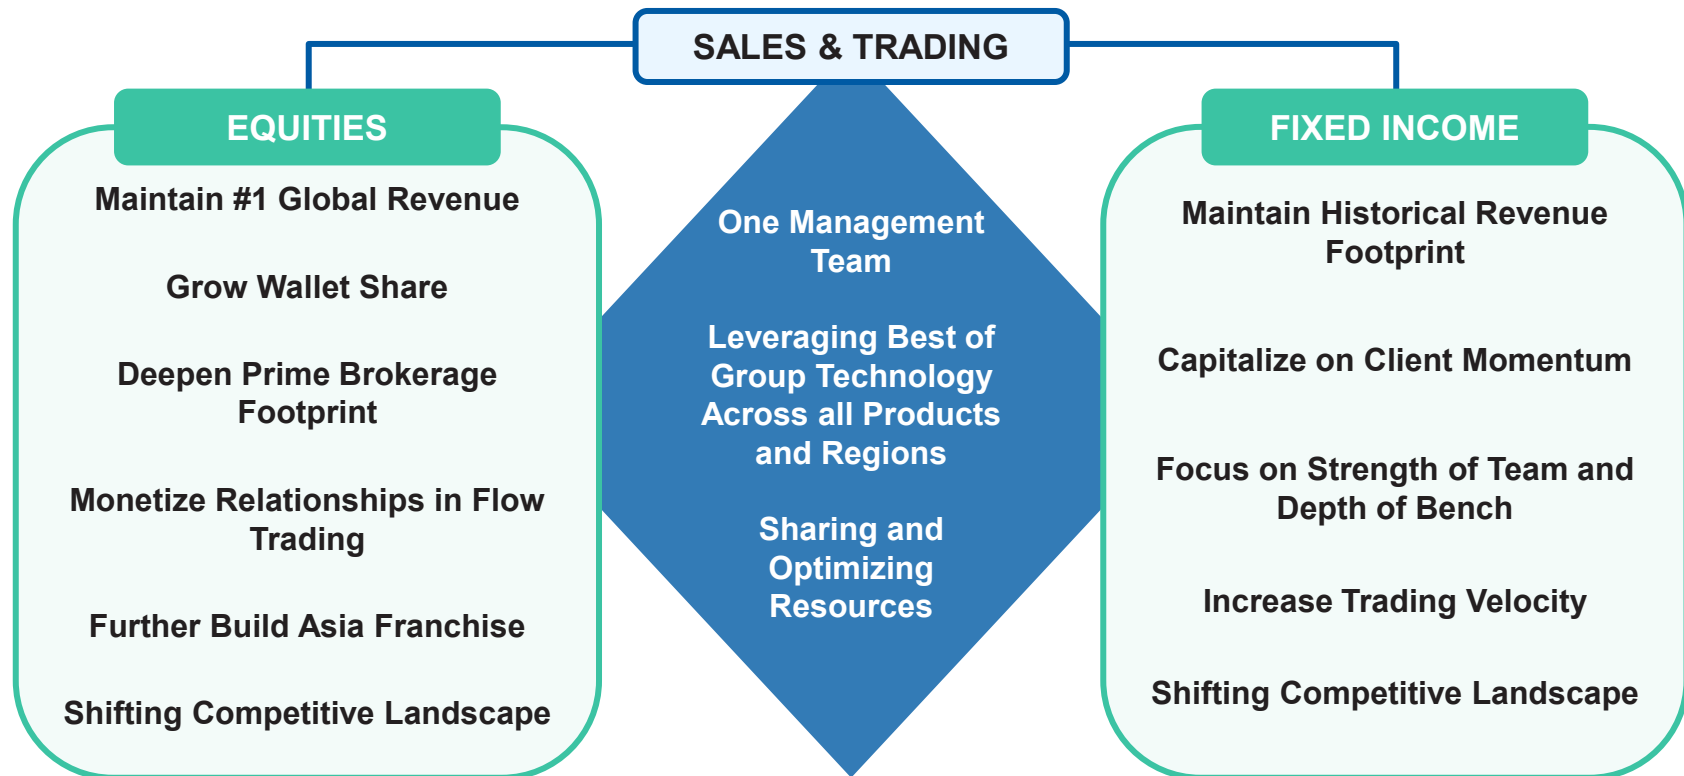 SALES & TRADING
EQUITIES
Maintain #1 Global Revenue
Grow Wallet Share
Deepen Prime Brokerage
Footprint
Monetize Relationships in Flow
Trading
Further Build Asia Franchise
Shifting Competitive Landscape
One Management
Team
Leveraging Best of
Group Technology
Across all Products
and Regions
Sharing and
Optimizing
Resources
FIXED INCOME
Maintain Historical Revenue
Footprint
Capitalize on Client Momentum
Focus on Strength of Team and
Depth of Bench
Increase Trading Velocity
Shifting Competitive Landscape